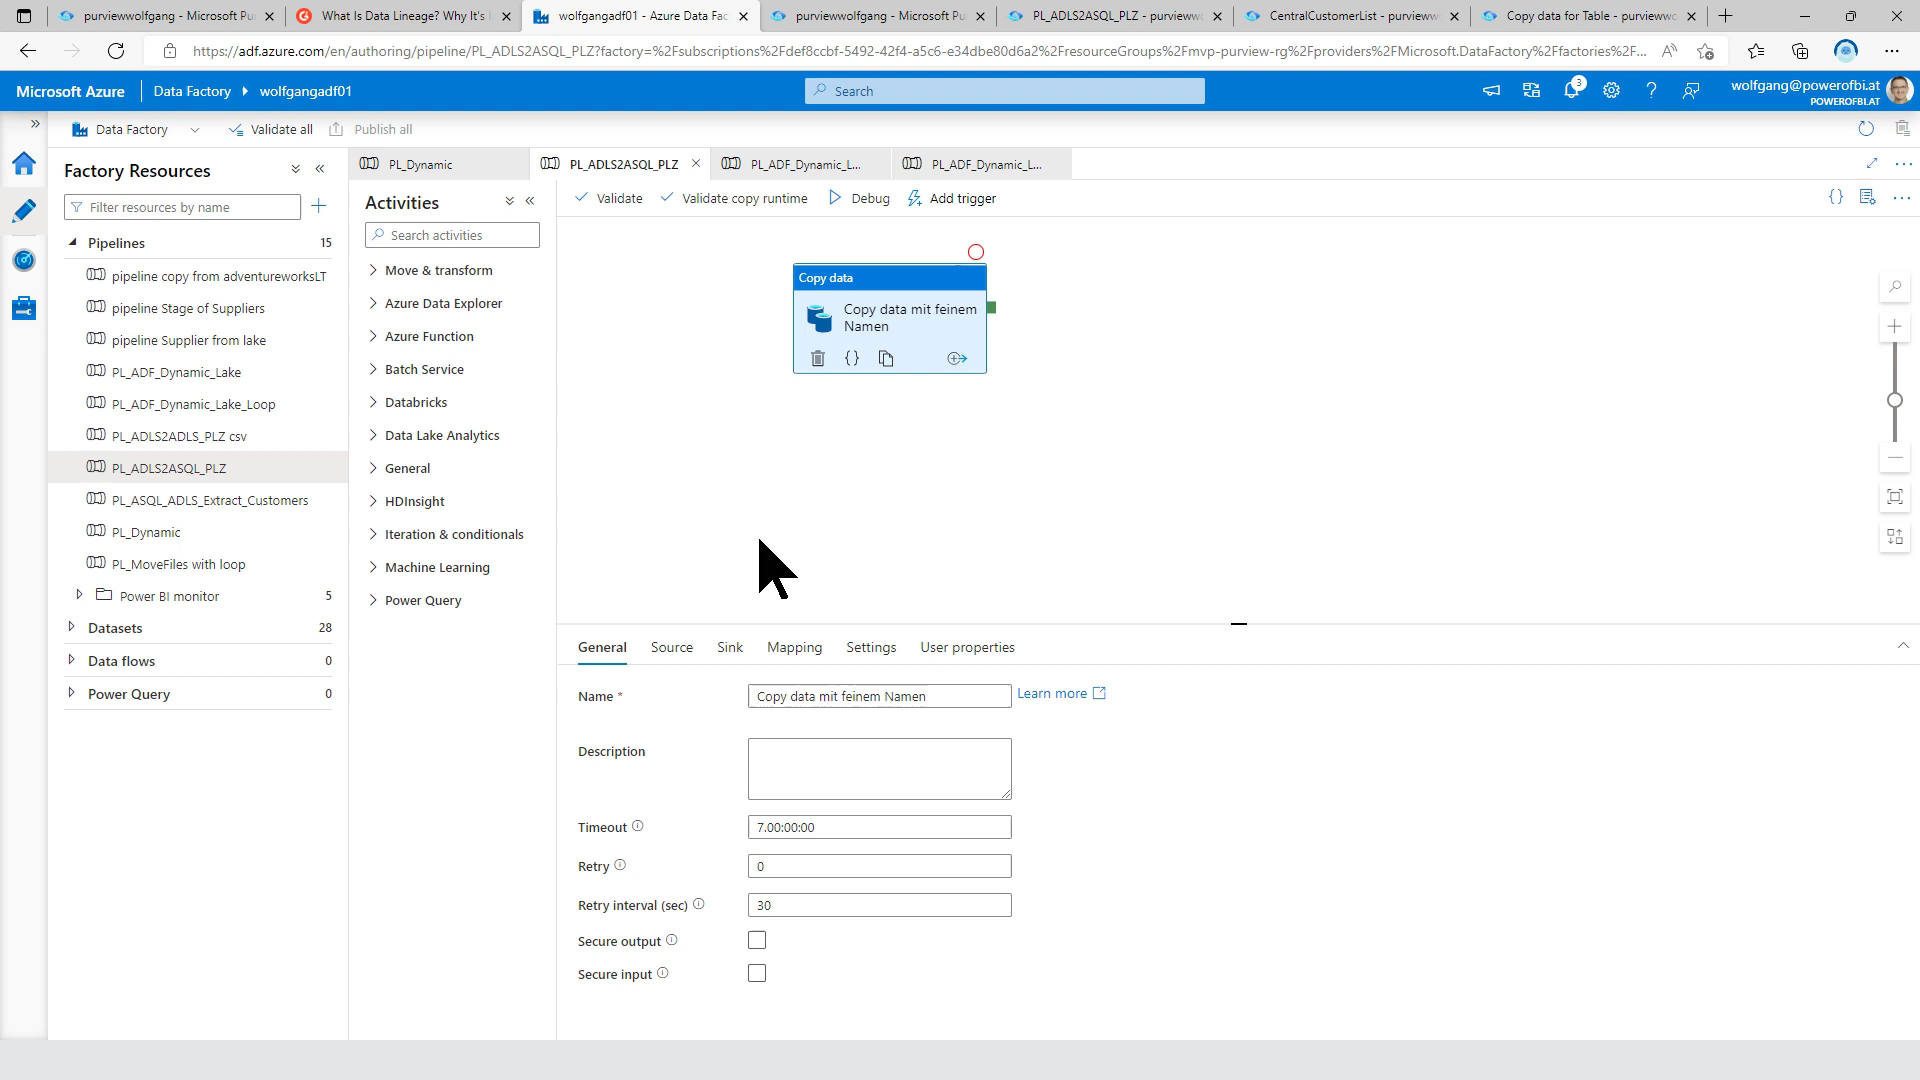 purviewwolfgang - Microsoft Pu
What Is Data Lineage? Why It's
wolfgangadf01 - Azure Data Fac
purviewwolfgang - Microsoft Pu
PL_ADLS2ASQL_PLZ - purviewwo
CentralCustomerList - purvieww
Copy data for Table - purviewwo
https://adf.azure.com/en/authoring/pipeline/PL_ADLS2ASQL_PLZ?factory=%2Fsubscriptions%2Fdef8ccbf-5492-42f4-a5c6-e34dbe80d6a2%2FresourceGroups%2Fmvp-purview-rg%2Fproviders%2FMicrosoft.DataFactory%2Ffactories%2F...
Microsoft Azure
Data Factory
wolfgangadf01
Search
3
wolfgang@powerofbi.at
POWEROFBI.AT
Data Factory
Validate all
Publish all
Factory Resources
Filter resources by name
Pipelines 15
pipeline copy from adventureworksLT
pipeline Stage of Suppliers
pipeline Supplier from lake
PL_ADF_Dynamic_Lake
PL_ADF_Dynamic_Lake_Loop
PL_ADLS2ADLS_PLZ csv
PL_ADLS2ASQL_PLZ
PL_ASQL_ADLS_Extract_Customers
PL_Dynamic
PL_MoveFiles with loop
Power BI monitor 5
Datasets 28
Data flows 0
Power Query 0
PL_Dynamic
PL_ADLS2ASQL_PLZ
PL_ADF_Dynamic_L...
PL_ADF_Dynamic_L...
Activities
Search activities
Move & transform
Azure Data Explorer
Azure Function
Batch Service
Databricks
Data Lake Analytics
General
HDInsight
Iteration & conditionals
Machine Learning
Power Query
Validate
Validate copy runtime
Debug
Add trigger
Copy data
Copy data mit feinem
Namen
General
Source
Sink
Mapping
Settings
User properties
Name *
Copy data mit feinem Namen
Learn more
Description
Timeout
7.00:00:00
Retry
0
Retry interval (sec)
30
Secure output
Secure input